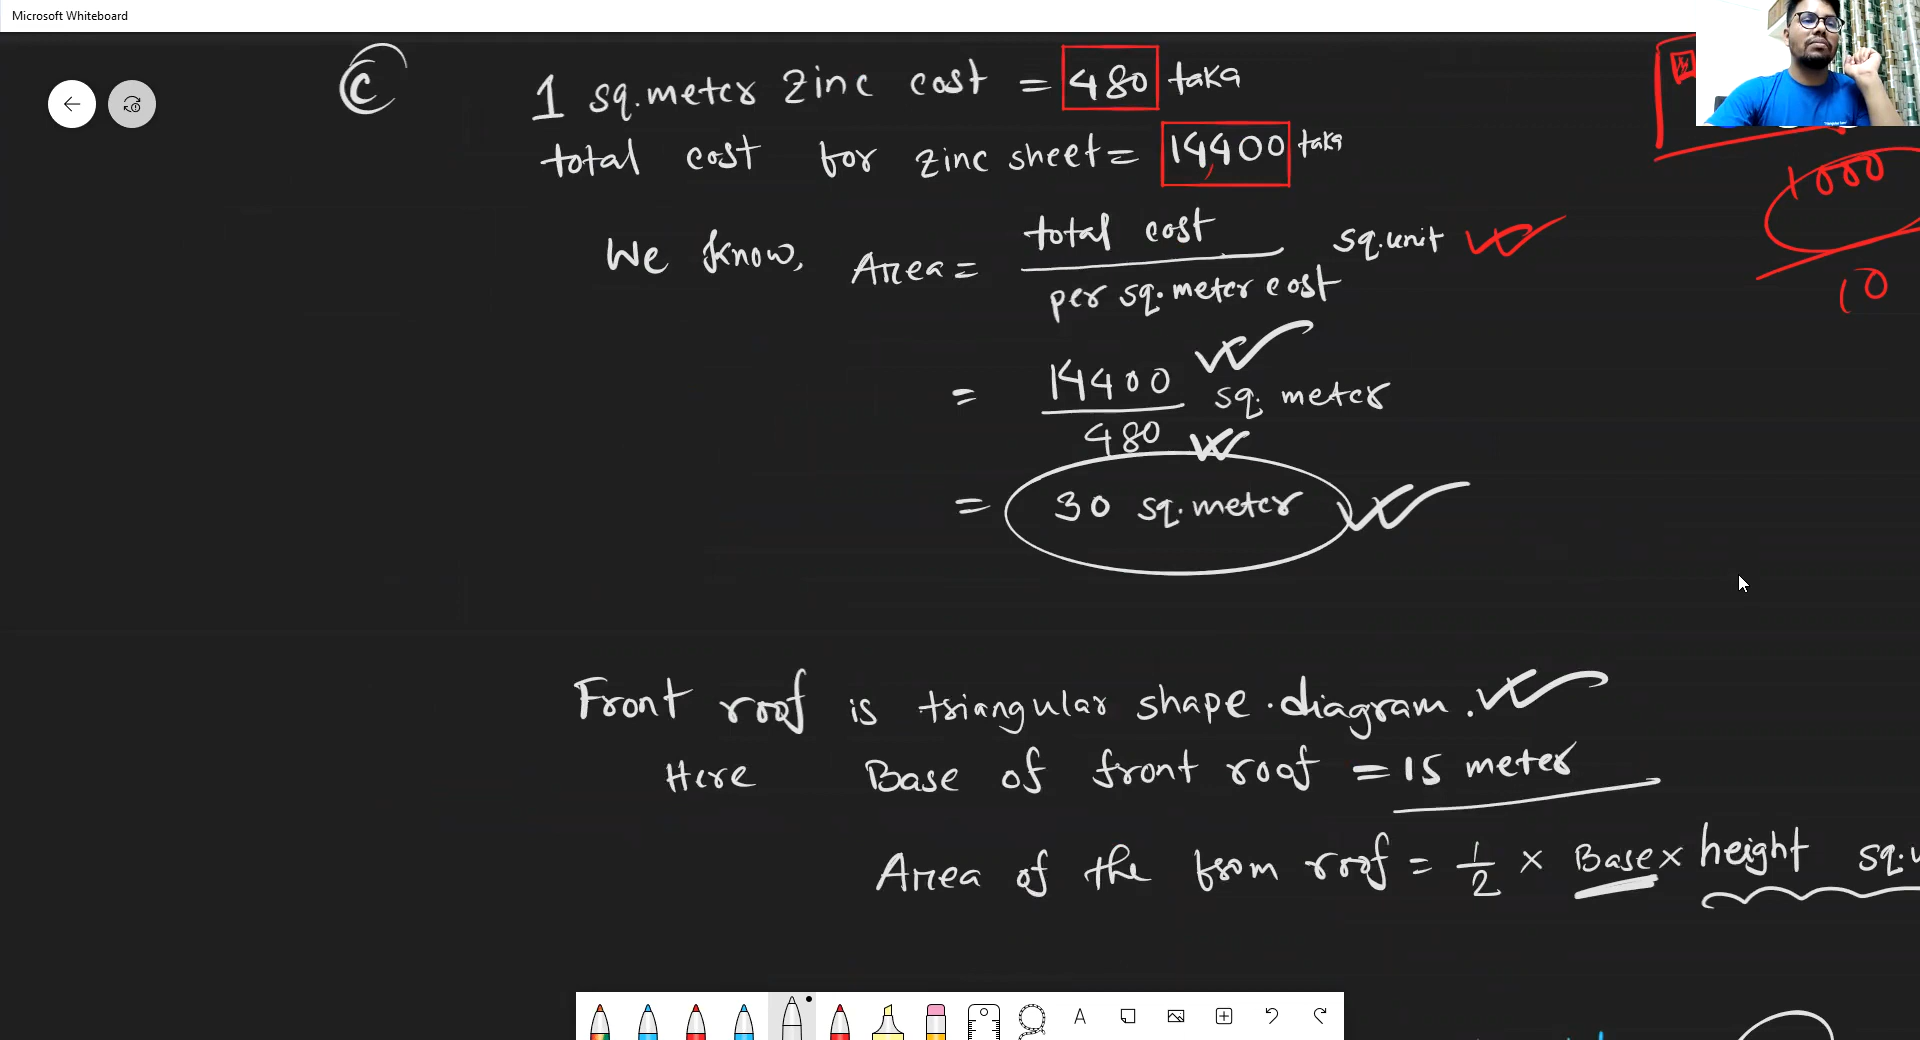 Microsoft Whiteboard
C
1 sq.meter zinc cost = 480 taka
total cost for zinc sheet = 14,400 taka
We know, Area = total cost / per sq.meter cost sq.unit
= 14400 / 480 sq. meter
= 30 sq.meter
Front roof is triangular shape. diagram.
Here Base of front roof = 15 meter
Area of the from roof = 1/2 × Base × height sq.u
1000
10
A